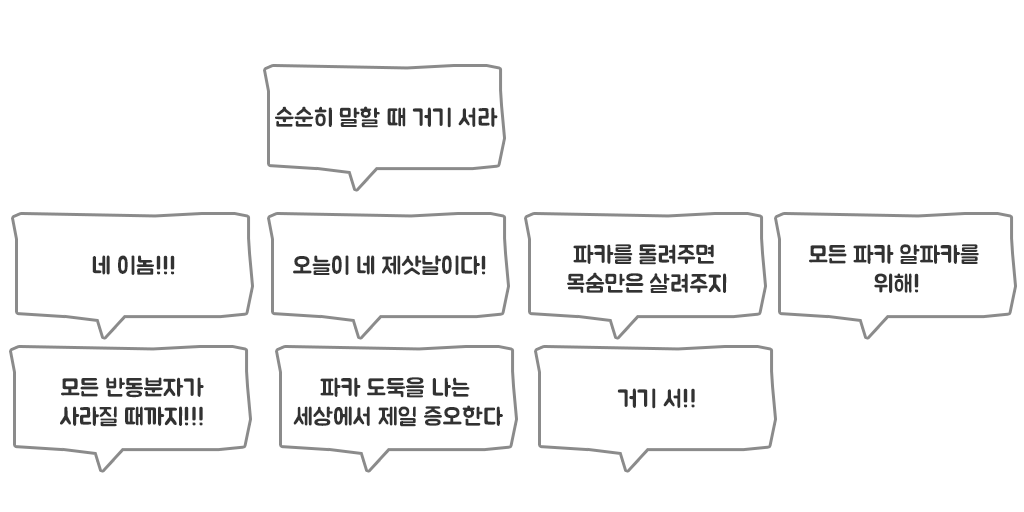 순순히 말할 때 거기 서라
네 이놈!!!
오늘이 네 제삿날이다!
파카를 돌려주면
목숨만은 살려주지
모든 파카 알파카를
위해!
모든 반동분자가
사라질 때까지!!!
파카 도둑을 나는
세상에서 제일 증오한다
거기 서!!